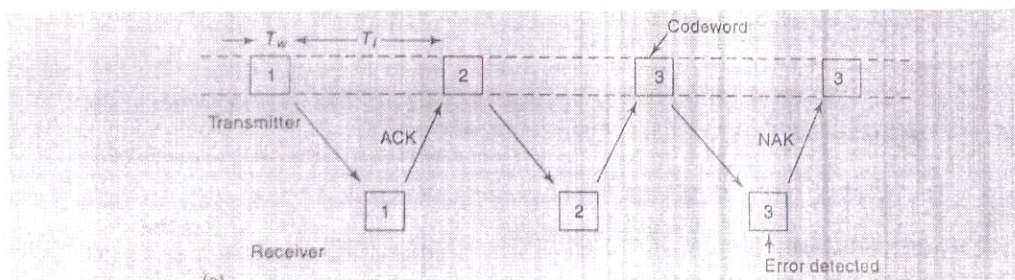 Codeword
T_w T_I
1 2 3 3
Transmitter
ACK NAK
1 2 3
Receiver
(a)
Error detected